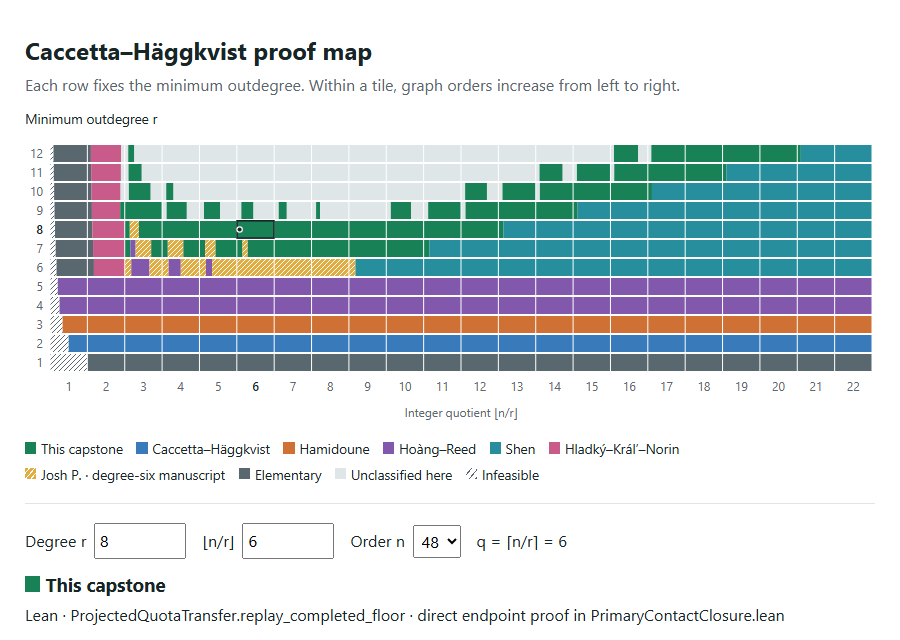 Caccetta–Häggkvist proof map
Each row fixes the minimum outdegree. Within a tile, graph orders increase from left to right.
Minimum outdegree r
12
11
10
9
8
7
6
5
4
3
2
1
1 2 3 4 5 6 7 8 9 10 11 12 13 14 15 16 17 18 19 20 21 22
Integer quotient ⌊n/r⌋
This capstone Caccetta–Häggkvist Hamidoune Hoàng–Reed Shen Hladký–Kráľ–Norin
Josh P. · degree-six manuscript Elementary Unclassified here Infeasible
Degree r 8 ⌊n/r⌋ 6 Order n 48 q = ⌈n/r⌉ = 6
This capstone
Lean · ProjectedQuotaTransfer.replay_completed_floor · direct endpoint proof in PrimaryContactClosure.lean